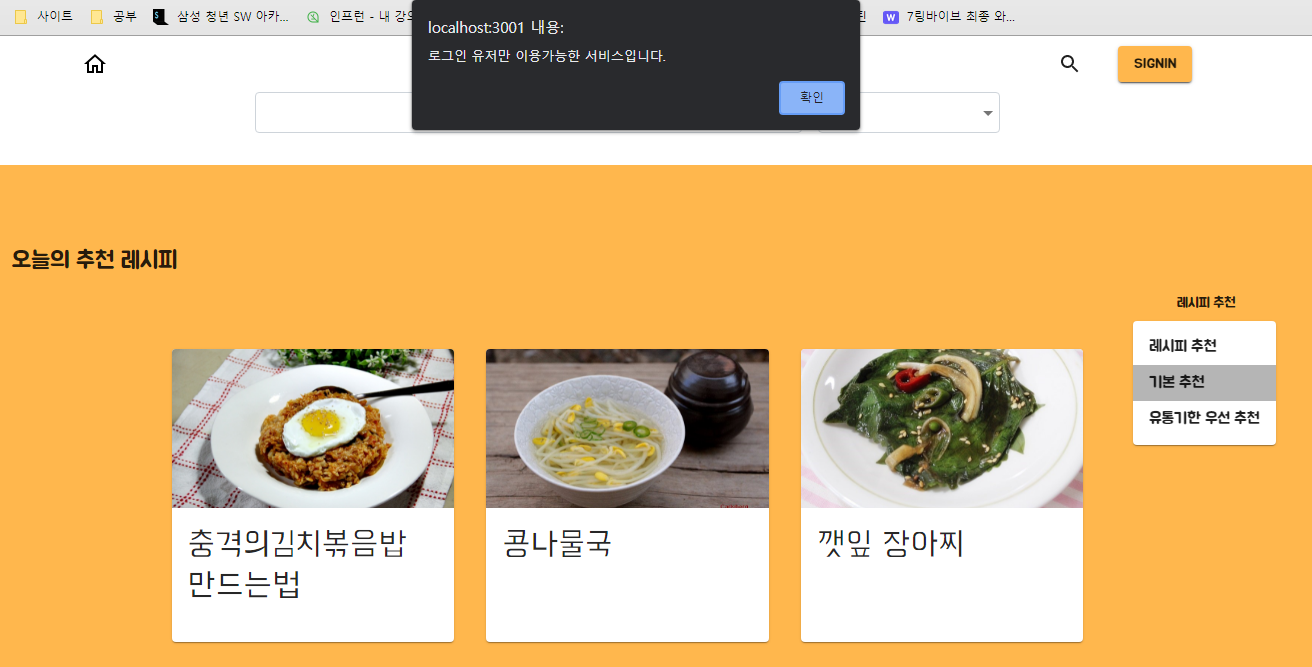 사이트 공부 삼성 청년 SW 아카... 인프런 - 내 강 7링바이브 최종 와...
localhost:3001 내용:
로그인 유저만 이용가능한 서비스입니다.
확인
SIGNIN
오늘의 추천 레시피
레시피 추천
레시피 추천
기본 추천
유통기한 우선 추천
충격의김치볶음밥
만드는법
콩나물국
깻잎 장아찌